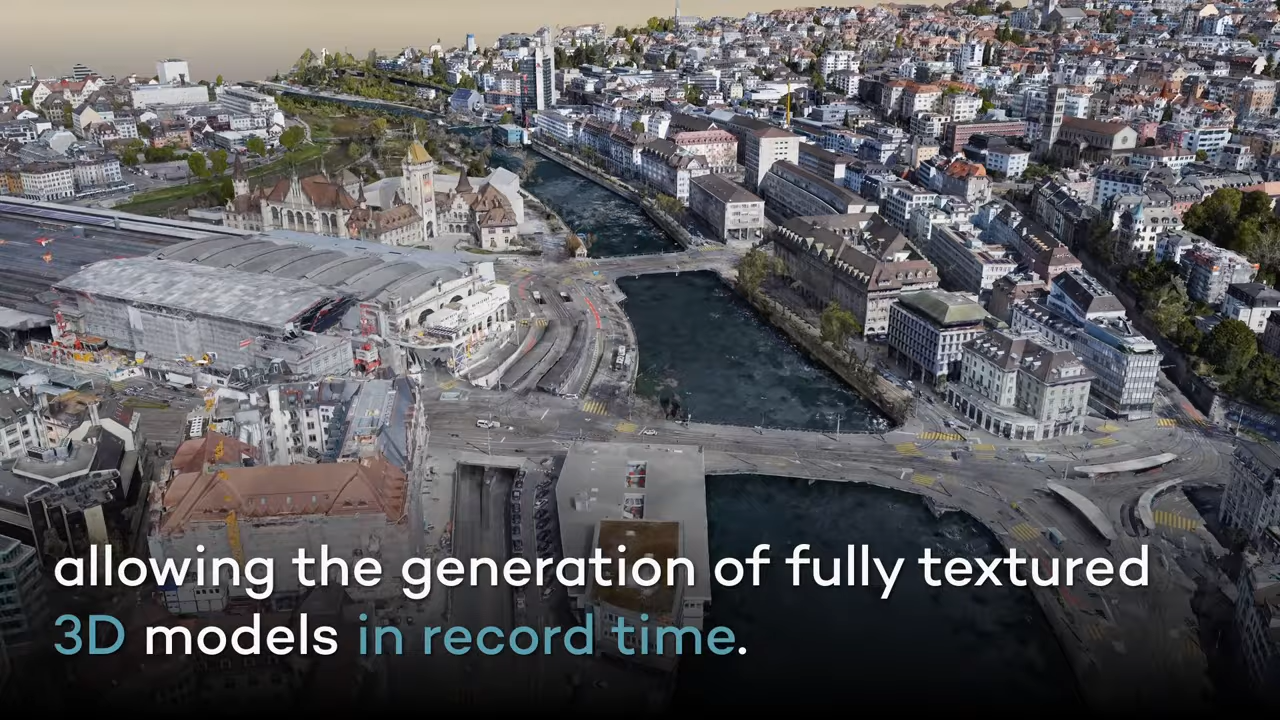 allowing the generation of fully textured
3D models in record time.